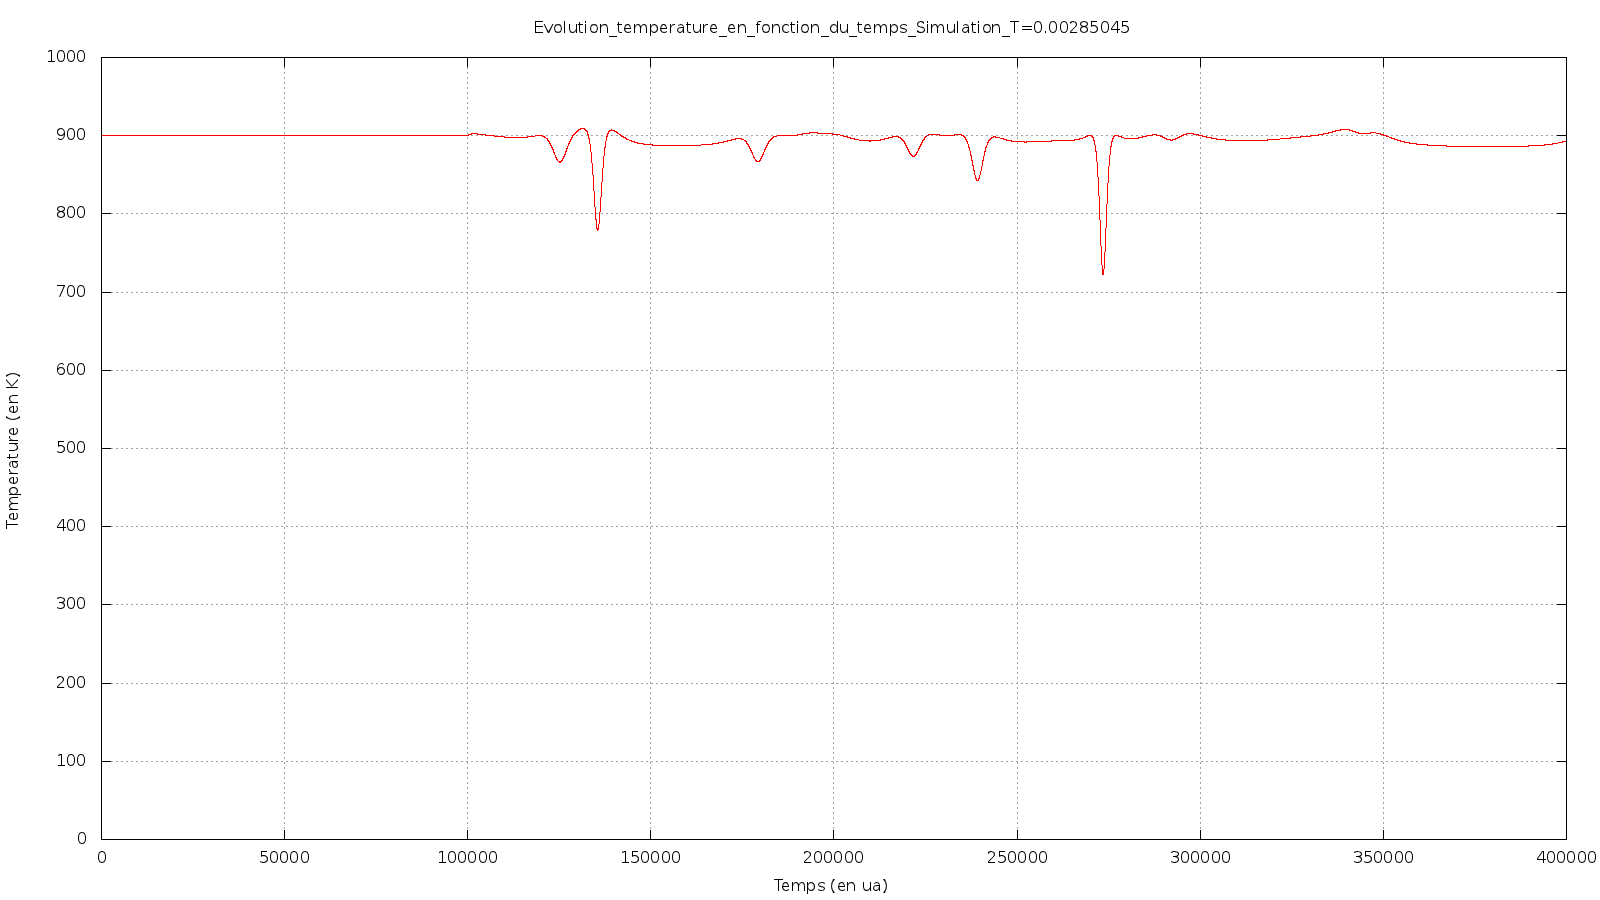 Evolution_temperature_en_fonction_du_temps_Simulation_T=0.00285045
1000
900
800
700
600
500
400
300
200
100
0
Temperature (en K)
0 50000 100000 150000 200000 250000 300000 350000 400000
Temps (en ua)